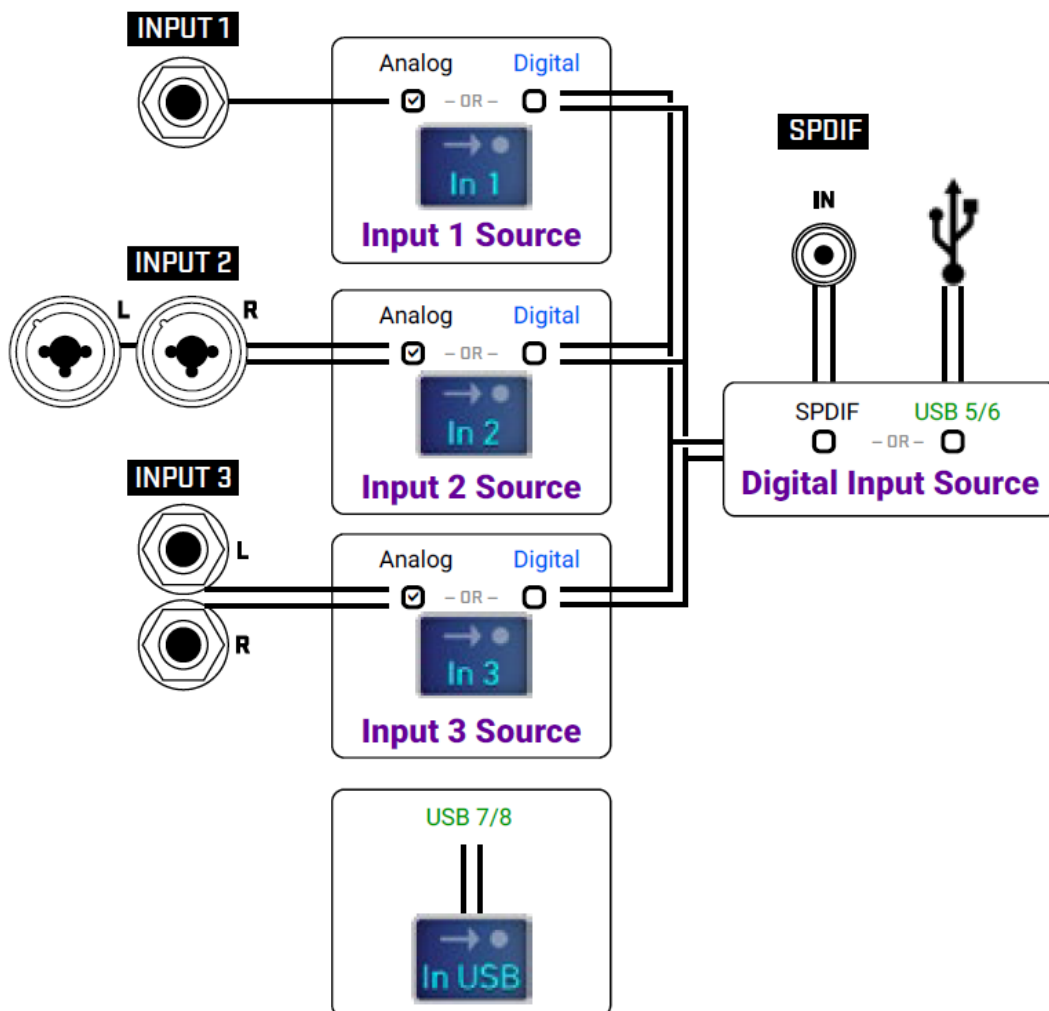 INPUT 1
Analog Digital
– OR –
In 1
Input 1 Source
INPUT 2
L R
Analog Digital
– OR –
In 2
Input 2 Source
INPUT 3
L
R
Analog Digital
– OR –
In 3
Input 3 Source
USB 7/8
In USB
SPDIF
IN
SPDIF USB 5/6
– OR –
Digital Input Source